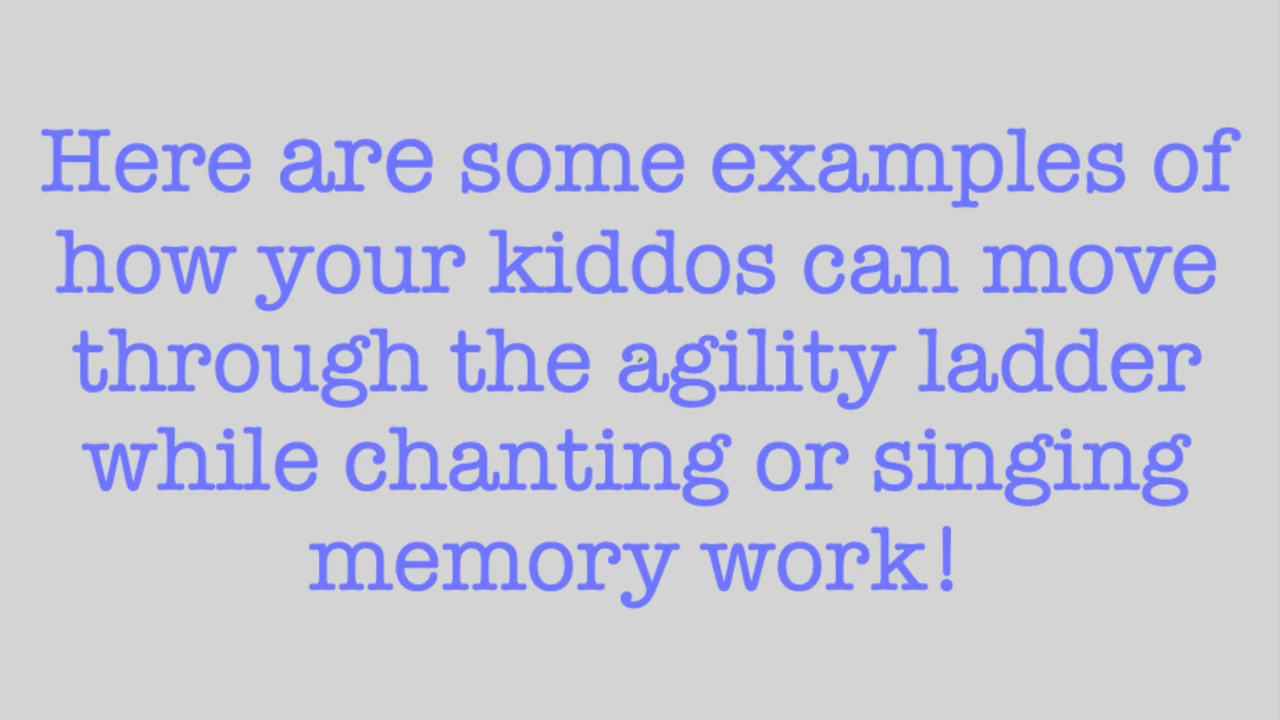 Here are some examples of
how your kiddos can move
through the agility ladder
while chanting or singing
memory work!